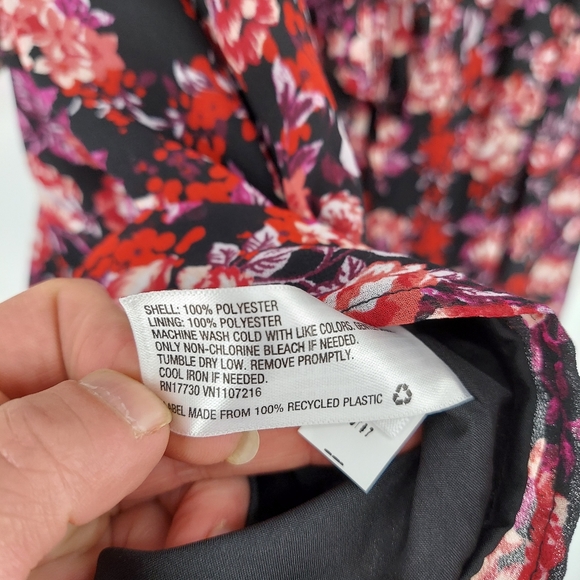 SHELL: 100% POLYESTER
LINING: 100% POLYESTER
MACHINE WASH COLD WITH LIKE COLORS.
ONLY NON-CHLORINE BLEACH IF NEEDED.
TUMBLE DRY LOW. REMOVE PROMPTLY.
COOL IRON IF NEEDED.
RN17730 VN1107216
LABEL MADE FROM 100% RECYCLED PLASTIC